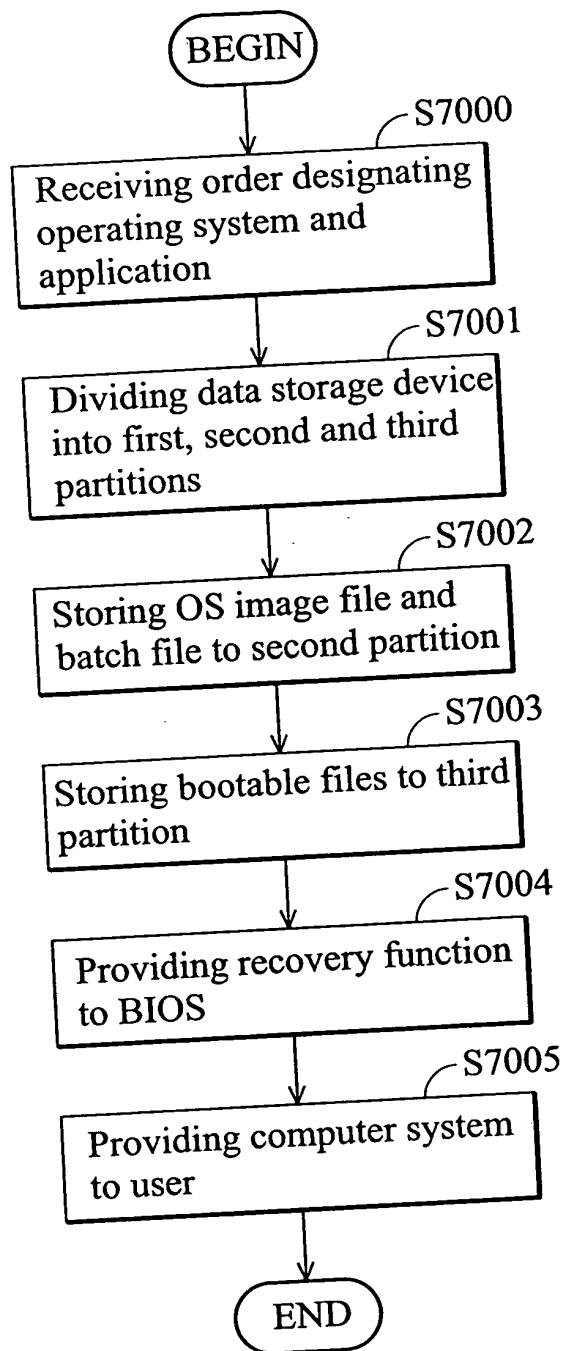 BEGIN
S7000
Receiving order designating
operating system and
application
S7001
Dividing data storage device
into first, second and third
partitions
S7002
Storing OS image file and
batch file to second partition
S7003
Storing bootable files to third
partition
S7004
Providing recovery function
to BIOS
S7005
Providing computer system
to user
END